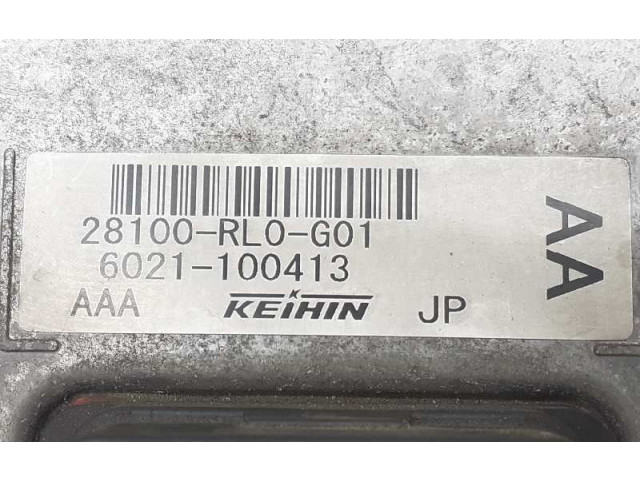 28100-RL0-G01
6021-100413
AAA KEIHIN JP
AA